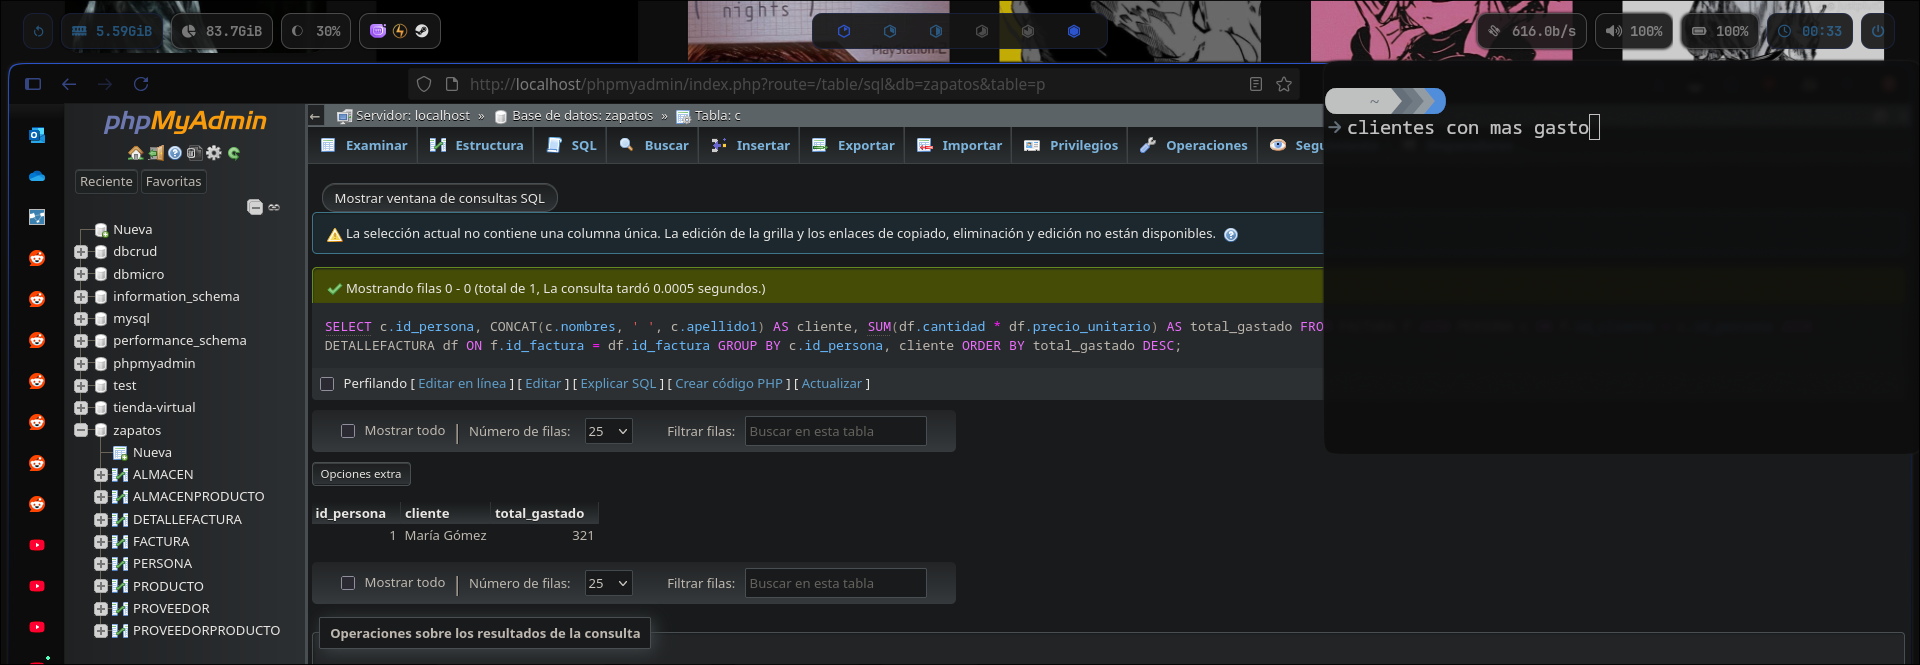 nights
PlayStation
5.59GiB
83.7GiB
30%
616.0b/s
100%
100%
00:33
http://localhost/phpmyadmin/index.php?route=/table/sql&db=zapatos&table=p
phpMyAdmin
Reciente
Favoritas
Nueva
dbcrud
dbmicro
information_schema
mysql
performance_schema
phpmyadmin
test
tienda-virtual
zapatos
Nueva
ALMACEN
ALMACENPRODUCTO
DETALLEFACTURA
FACTURA
PERSONA
PRODUCTO
PROVEEDOR
PROVEEDORPRODUCTO
Servidor: localhost » Base de datos: zapatos » Tabla: c
Examinar Estructura SQL Buscar Insertar Exportar Importar Privilegios Operaciones Segu
Mostrar ventana de consultas SQL
La selección actual no contiene una columna única. La edición de la grilla y los enlaces de copiado, eliminación y edición no están disponibles.
Mostrando filas 0 - 0 (total de 1, La consulta tardó 0.0005 segundos.)
SELECT c.id_persona, CONCAT(c.nombres, ' ', c.apellido1) AS cliente, SUM(df.cantidad * df.precio_unitario) AS total_gastado FRO
DETALLEFACTURA df ON f.id_factura = df.id_factura GROUP BY c.id_persona, cliente ORDER BY total_gastado DESC;
Perfilando [ Editar en línea ] [ Editar ] [ Explicar SQL ] [ Crear código PHP ] [ Actualizar ]
Mostrar todo | Número de filas: 25 Filtrar filas: Buscar en esta tabla
Opciones extra
id_persona cliente total_gastado
1 María Gómez 321
Mostrar todo | Número de filas: 25 Filtrar filas: Buscar en esta tabla
Operaciones sobre los resultados de la consulta
~
→ clientes con mas gasto